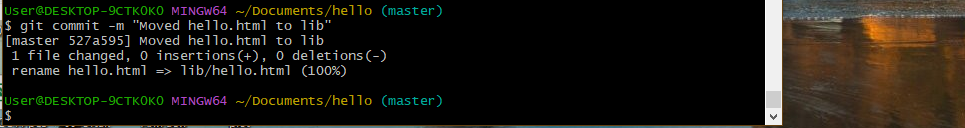 User@DESKTOP-9CTK0K0 MINGW64 ~/Documents/hello (master)
$ git commit -m "Moved hello.html to lib"
[master 527a595] Moved hello.html to lib
 1 file changed, 0 insertions(+), 0 deletions(-)
 rename hello.html => lib/hello.html (100%)

User@DESKTOP-9CTK0K0 MINGW64 ~/Documents/hello (master)
$